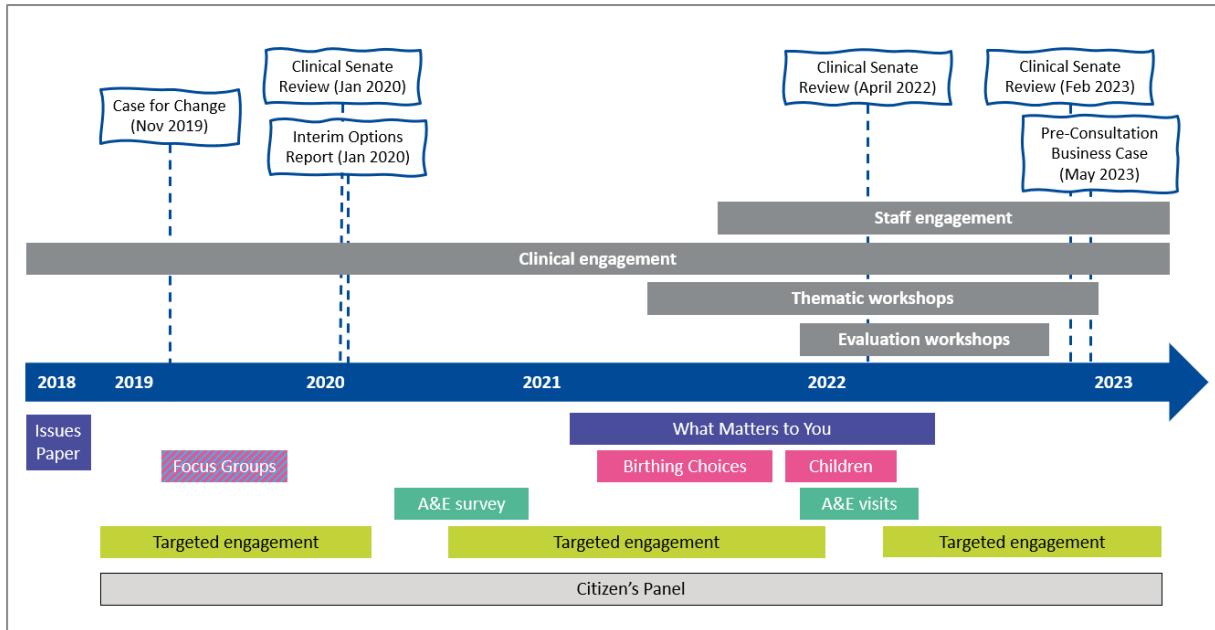 Case for Change
(Nov 2019)
Clinical Senate
Review (Jan 2020)
Interim Options
Report (Jan 2020)
Clinical Senate
Review (April 2022)
Clinical Senate
Review (Feb 2023)
Pre-Consultation
Business Case
(May 2023)
Staff engagement
Clinical engagement
Thematic workshops
Evaluation workshops
2018 2019 2020 2021 2022 2023
Issues
Paper
What Matters to You
Focus Groups Birthing Choices Children
A&E survey A&E visits
Targeted engagement Targeted engagement Targeted engagement
Citizen’s Panel